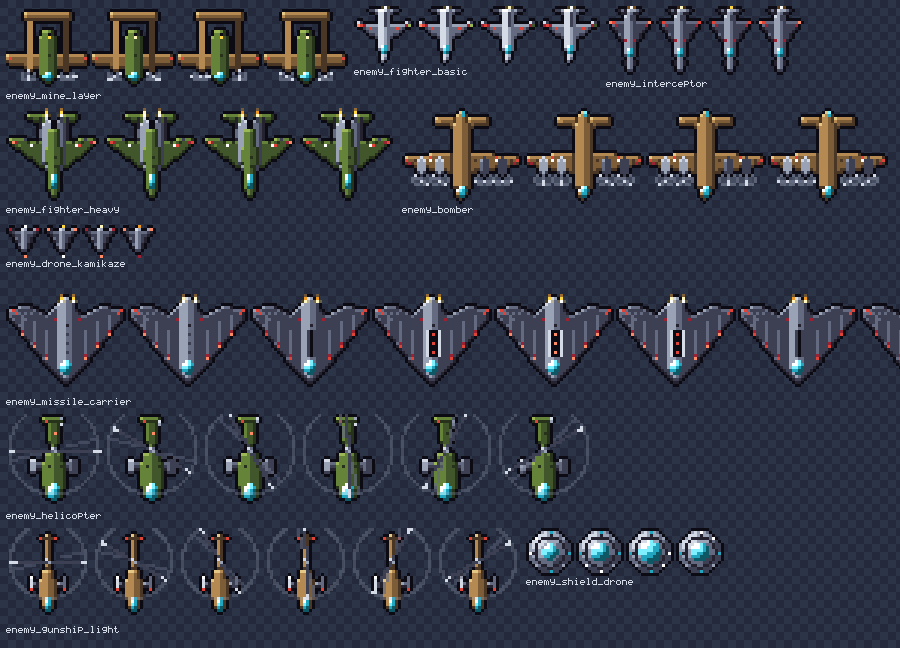 enemy_fighter_basic
enemy_interceptor
enemy_mine_layer
enemy_fighter_heavy
enemy_bomber
enemy_drone_kamikaze
enemy_missile_carrier
enemy_helicopter
enemy_shield_drone
enemy_gunship_light